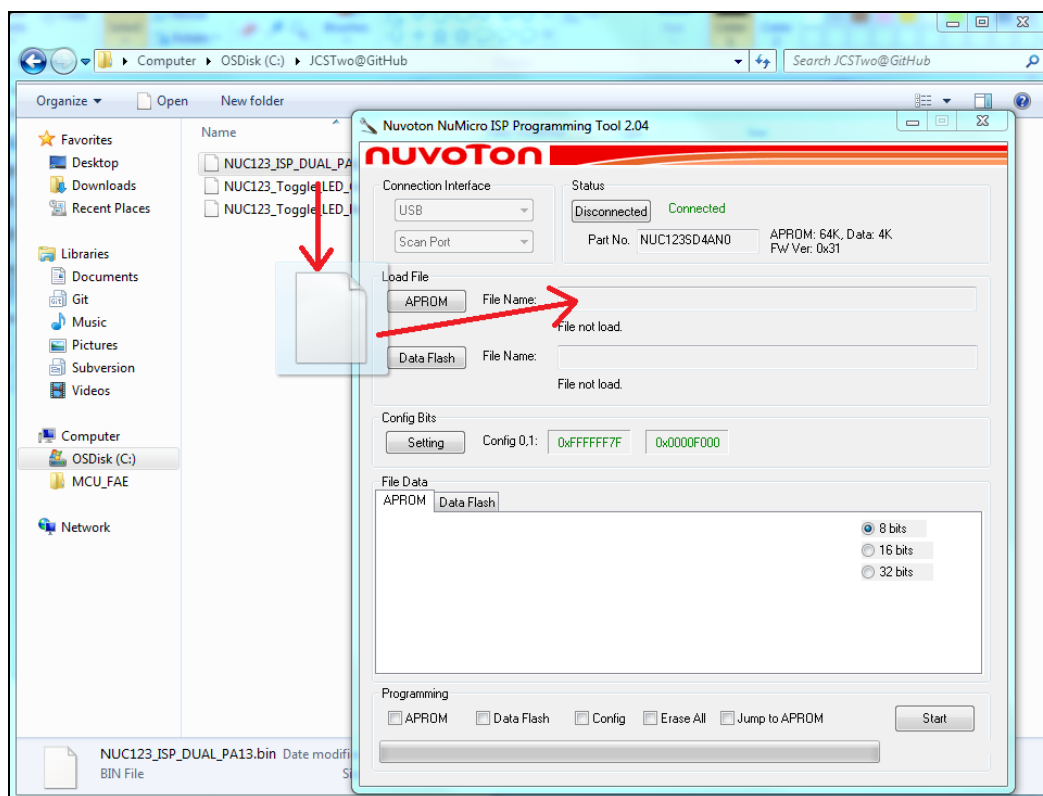 Computer ▸ OSDisk (C:) ▸ JCSTwo@GitHub
Search JCSTwo@GitHub
Organize
Open
New folder
Favorites
Desktop
Downloads
Recent Places
Libraries
Documents
Git
Music
Pictures
Subversion
Videos
Computer
OSDisk (C:)
MCU_FAE
Network
Name
NUC123_ISP_DUAL_PA
NUC123_Toggle_LED_
NUC123_Toggle_LED_
Nuvoton NuMicro ISP Programming Tool 2.04
nuvoTon
Connection Interface
USB
Scan Port
Status
Disconnected Connected
Part No. NUC123SD4AN0
APROM: 64K, Data: 4K
FW Ver: 0x31
Load File
APROM File Name:
File not load.
Data Flash File Name:
File not load.
Config Bits
Setting Config 0,1: 0xFFFFFF7F 0x0000F000
File Data
APROM Data Flash
8 bits
16 bits
32 bits
Programming
APROM Data Flash Config Erase All Jump to APROM Start
NUC123_ISP_DUAL_PA13.bin Date modifi
BIN File Si